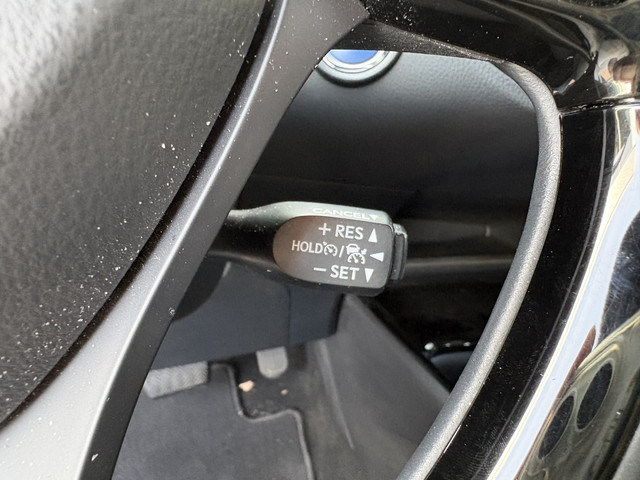 CANCEL▼
+ RES ▲
HOLD / ◀
− SET ▼